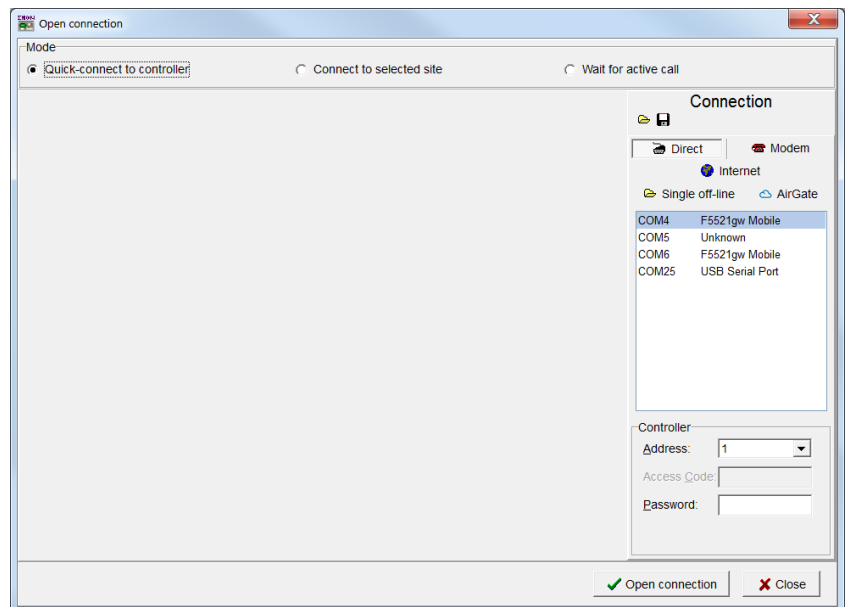 Open connection
Mode
Quick-connect to controller Connect to selected site Wait for active call
Connection
Direct Modem
Internet
Single off-line AirGate
COM4 F5521gw Mobile
COM5 Unknown
COM6 F5521gw Mobile
COM25 USB Serial Port
Controller
Address: 1
Access Code:
Password:
Open connection Close